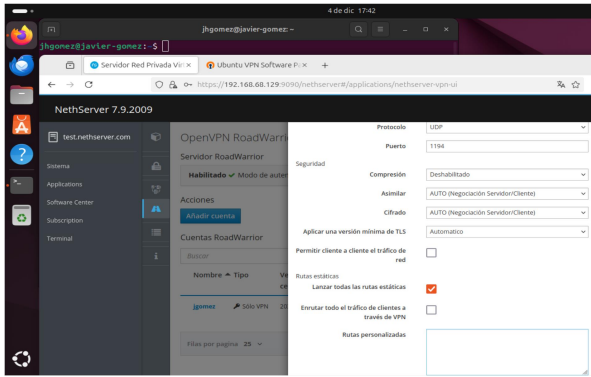 4 de dic 17:42
jhgomez@javier-gomez: ~
jhgomez@javier-gomez:~$
Servidor Red Privada Virt ×
Ubuntu VPN Software Pa ×
https://192.168.68.129:9090/nethserver#/applications/nethserver-vpn-ui
NethServer 7.9.2009
test.nethserver.com
Sistema
Applications
Software Center
Subscription
Terminal
OpenVPN RoadWarri
Servidor RoadWarrior
Habilitado ✓ Modo de auten
Acciones
Añadir cuenta
Cuentas RoadWarrior
Buscar
Nombre Tipo
jgomez Sólo VPN 20
Filas por pagina 25
Protocolo UDP
Puerto 1194
Seguridad
Compresión Deshabilitado
Asimilar AUTO (Negociación Servidor/Cliente)
Cifrado AUTO (Negociación Servidor/Cliente)
Aplicar una versión mínima de TLS Automatico
Permitir cliente a cliente el tráfico de
red
Rutas estáticas
Lanzar todas las rutas estáticas
Enrutar todo el tráfico de clientes a
través de VPN
Rutas personalizadas